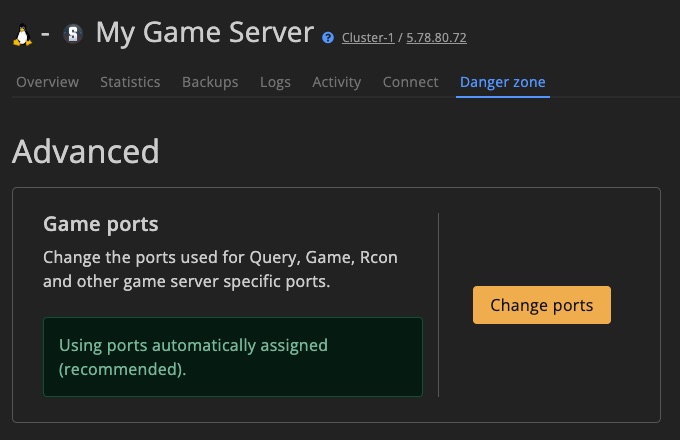 - S My Game Server ? Cluster-1 / 5.78.80.72
Overview Statistics Backups Logs Activity Connect Danger zone
Advanced
Game ports
Change the ports used for Query, Game, Rcon
and other game server specific ports.
Change ports
Using ports automatically assigned
(recommended).